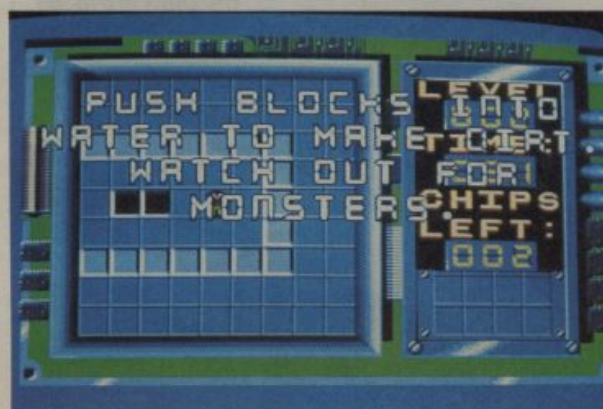 PUSH BLOCKS INTO
WATER TO MAKE DIRT.
WATCH OUT FOR
MONSTERS.
LEVEL
TIME:
CHIPS
LEFT:
002